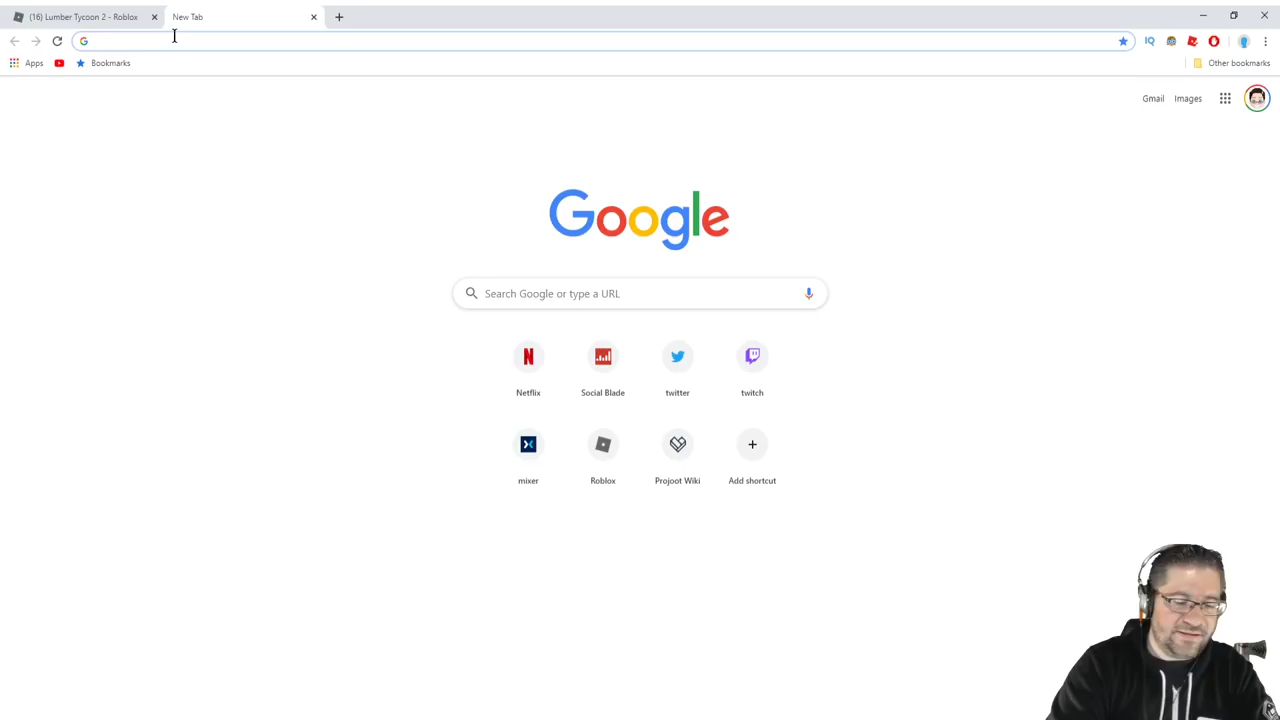 (16) Lumber Tycoon 2 - Roblox
New Tab
Apps
Bookmarks
Other bookmarks
Gmail
Images
Google
Search Google or type a URL
Netflix
Social Blade
twitter
twitch
mixer
Roblox
Projoot Wiki
Add shortcut